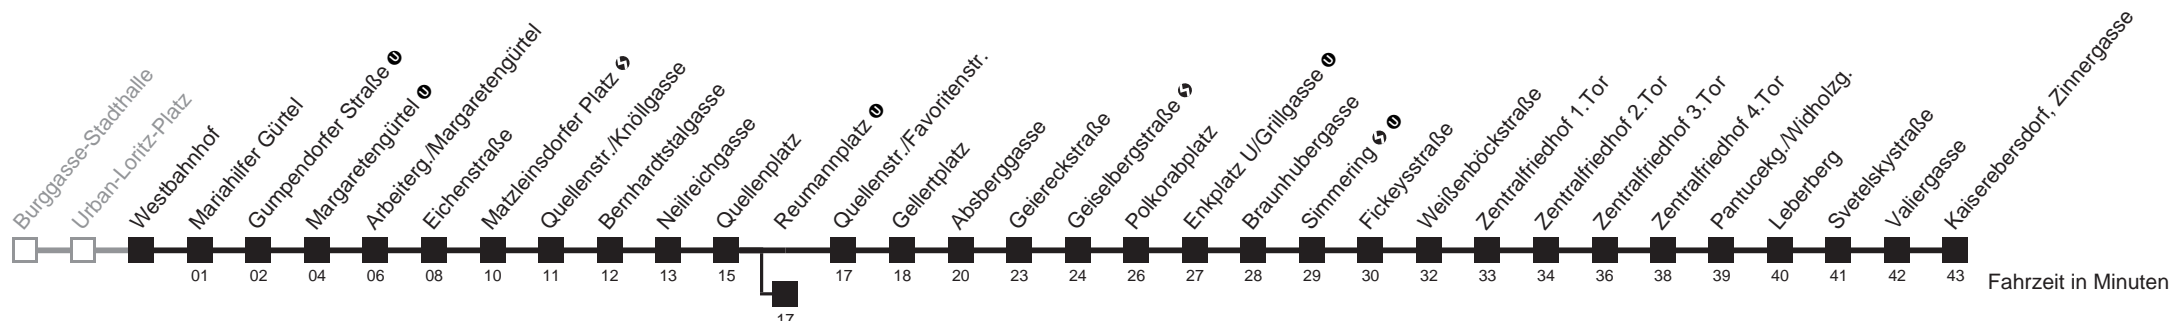 Burggasse-Stadthalle
Urban-Loritz-Platz
Westbahnhof
Mariahilfer Gürtel
Gumpendorfer Straße U
Margaretengürtel U
Arbeiterg./Margaretengürtel
Eichenstraße
Matzleinsdorfer Platz S
Quellenstr./Knöllgasse
Bernhardstalgasse
Neilreichgasse
Quellenplatz
Reumannplatz U
Quellenstr./Favoritenstr.
Gellertplatz
Absberggasse
Geiereckstraße
Geiselbergstraße S
Polkorabplatz
Enkplatz U/Grillgasse U
Braunhubergasse
Simmering S U
Fickeysstraße
Weißenböckstraße
Zentralfriedhof 1.Tor
Zentralfriedhof 2.Tor
Zentralfriedhof 3.Tor
Zentralfriedhof 4.Tor
Pantucekg./Widholzg.
Leberberg
Svetelskystraße
Valiergasse
Kaiserebersdorf, Zinnergasse
01 02 04 06 08 10 11 12 13 15 17 18 20 23 24 26 27 28 29 30 32 33 34 36 38 39 40 41 42 43 Fahrzeit in Minuten
17